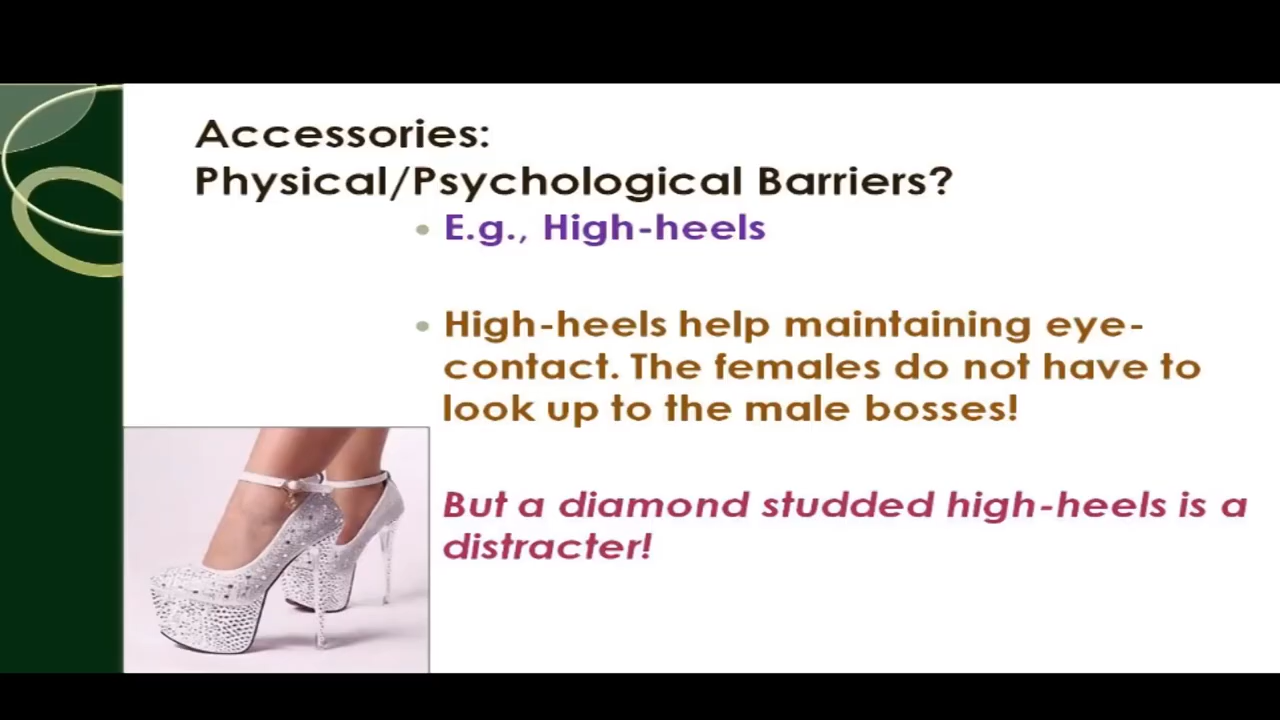 Accessories:
Physical/Psychological Barriers?
• E.g., High-heels
• High-heels help maintaining eye-
contact. The females do not have to
look up to the male bosses!
But a diamond studded high-heels is a
distracter!